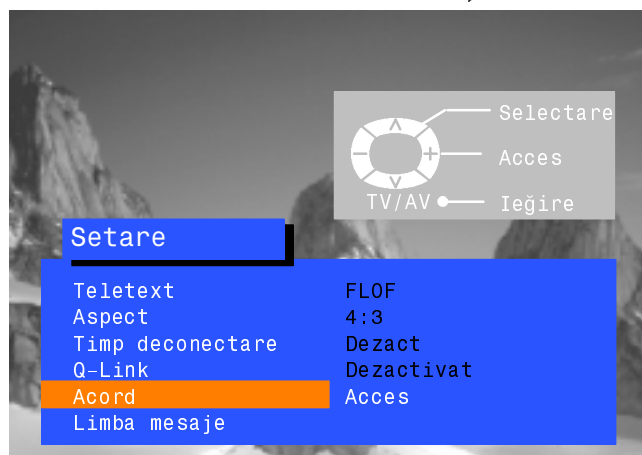 Selectare
Acces
TV/AV Ieğire
Setare
Teletext FLOF
Aspect 4:3
Timp deconectare Dezact
Q-Link Dezactivat
Acord Acces
Limba mesaje